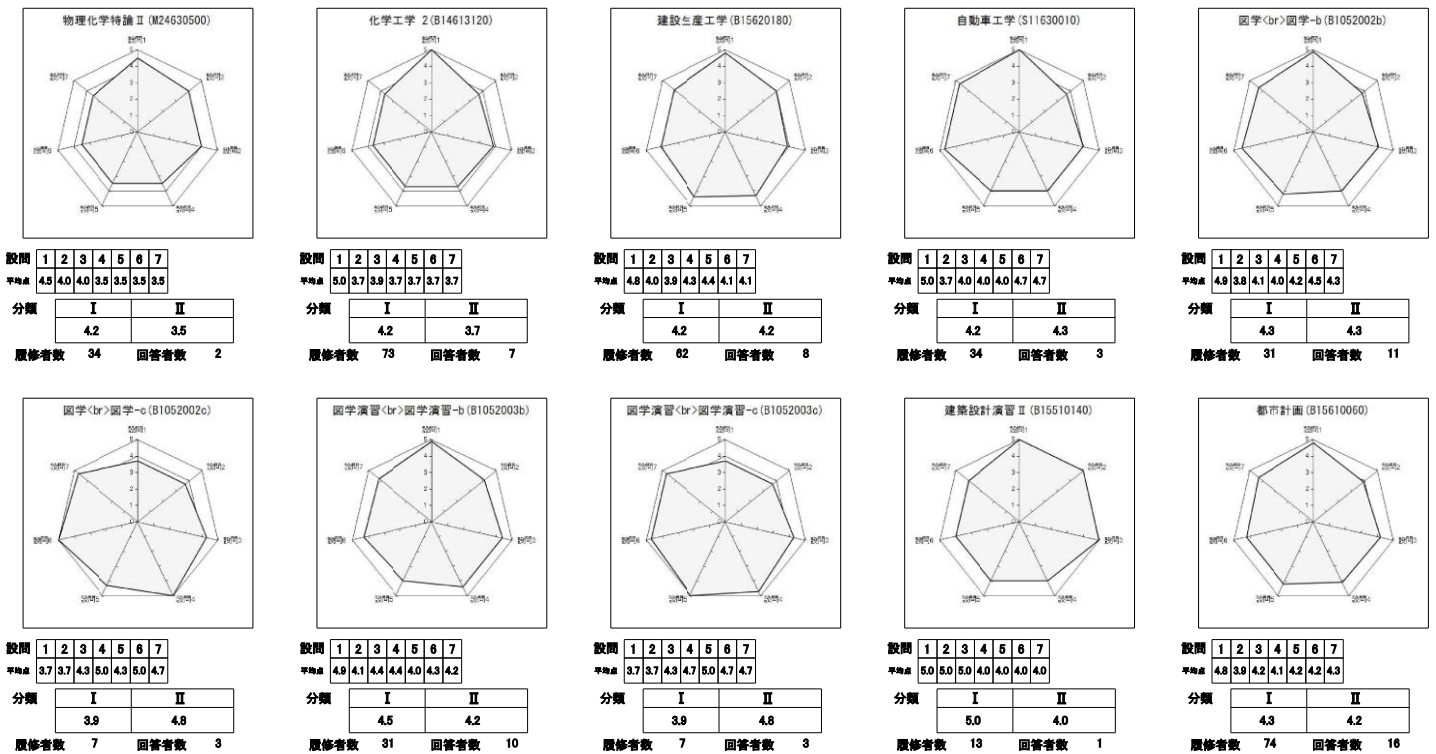 物理化学特論Ⅱ(M24630500)
設問 1 2 3 4 5 6 7
平均点 4.5 4.0 4.0 3.5 3.5 3.5 3.5
分類 Ⅰ Ⅱ
4.2 3.5
履修者数 34 回答者数 2
化学工学 2(B14613120)
設問 1 2 3 4 5 6 7
平均点 5.0 3.7 3.9 3.7 3.7 3.7 3.7
分類 Ⅰ Ⅱ
4.2 3.7
履修者数 73 回答者数 7
建設生産工学(B15620180)
設問 1 2 3 4 5 6 7
平均点 4.8 4.0 3.9 4.3 4.4 4.1 4.1
分類 Ⅰ Ⅱ
4.2 4.2
履修者数 62 回答者数 8
自動車工学(S11630010)
設問 1 2 3 4 5 6 7
平均点 5.0 3.7 4.0 4.0 4.0 4.7 4.7
分類 Ⅰ Ⅱ
4.2 4.3
履修者数 34 回答者数 3
図学<br>図学-b(B1052002b)
設問 1 2 3 4 5 6 7
平均点 4.9 3.8 4.1 4.0 4.2 4.5 4.3
分類 Ⅰ Ⅱ
4.3 4.3
履修者数 31 回答者数 11
図学<br>図学-c(B1052002c)
設問 1 2 3 4 5 6 7
平均点 3.7 3.7 4.3 5.0 4.3 5.0 4.7
分類 Ⅰ Ⅱ
3.9 4.8
履修者数 7 回答者数 3
図学演習<br>図学演習-b(B1052003b)
設問 1 2 3 4 5 6 7
平均点 4.9 4.1 4.4 4.4 4.0 4.3 4.2
分類 Ⅰ Ⅱ
4.5 4.2
履修者数 31 回答者数 10
図学演習<br>図学演習-c(B1052003c)
設問 1 2 3 4 5 6 7
平均点 3.7 3.7 4.3 4.7 5.0 4.7 4.7
分類 Ⅰ Ⅱ
3.9 4.8
履修者数 7 回答者数 3
建築設計演習Ⅱ(B15510140)
設問 1 2 3 4 5 6 7
平均点 5.0 5.0 5.0 4.0 4.0 4.0 4.0
分類 Ⅰ Ⅱ
5.0 4.0
履修者数 13 回答者数 1
都市計画(B15610060)
設問 1 2 3 4 5 6 7
平均点 4.8 3.9 4.2 4.1 4.2 4.2 4.3
分類 Ⅰ Ⅱ
4.3 4.2
履修者数 74 回答者数 16